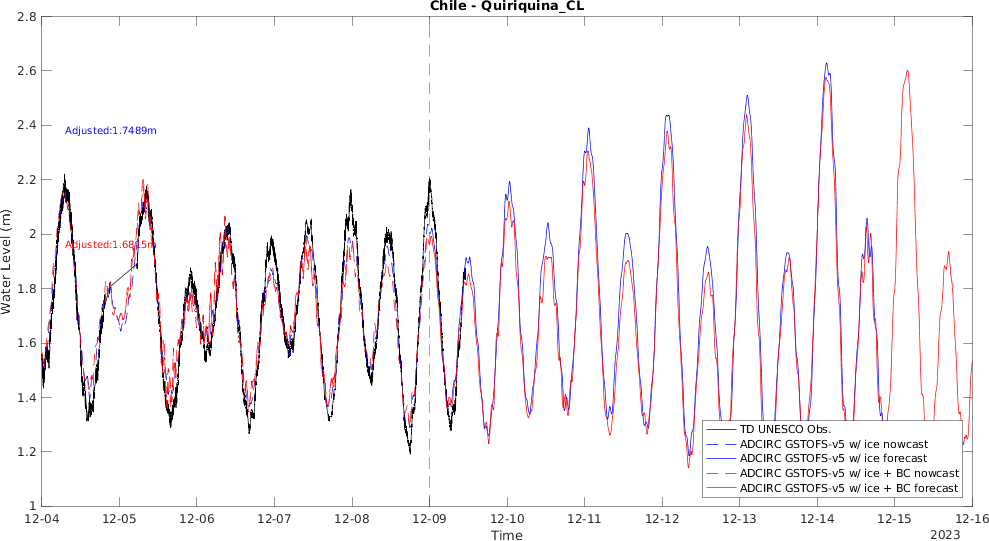 Chile - Quiriquina_CL
2.8
2.6
2.4
2.2
2
1.8
1.6
1.4
1.2
1
Water Level (m)
Adjusted:1.7489m
Adjusted:1.6815m
TD UNESCO Obs.
ADCIRC GSTOFS-v5 w/ ice nowcast
ADCIRC GSTOFS-v5 w/ ice forecast
ADCIRC GSTOFS-v5 w/ ice + BC nowcast
ADCIRC GSTOFS-v5 w/ ice + BC forecast
12-04 12-05 12-06 12-07 12-08 12-09 12-10 12-11 12-12 12-13 12-14 12-15 12-16
Time
2023